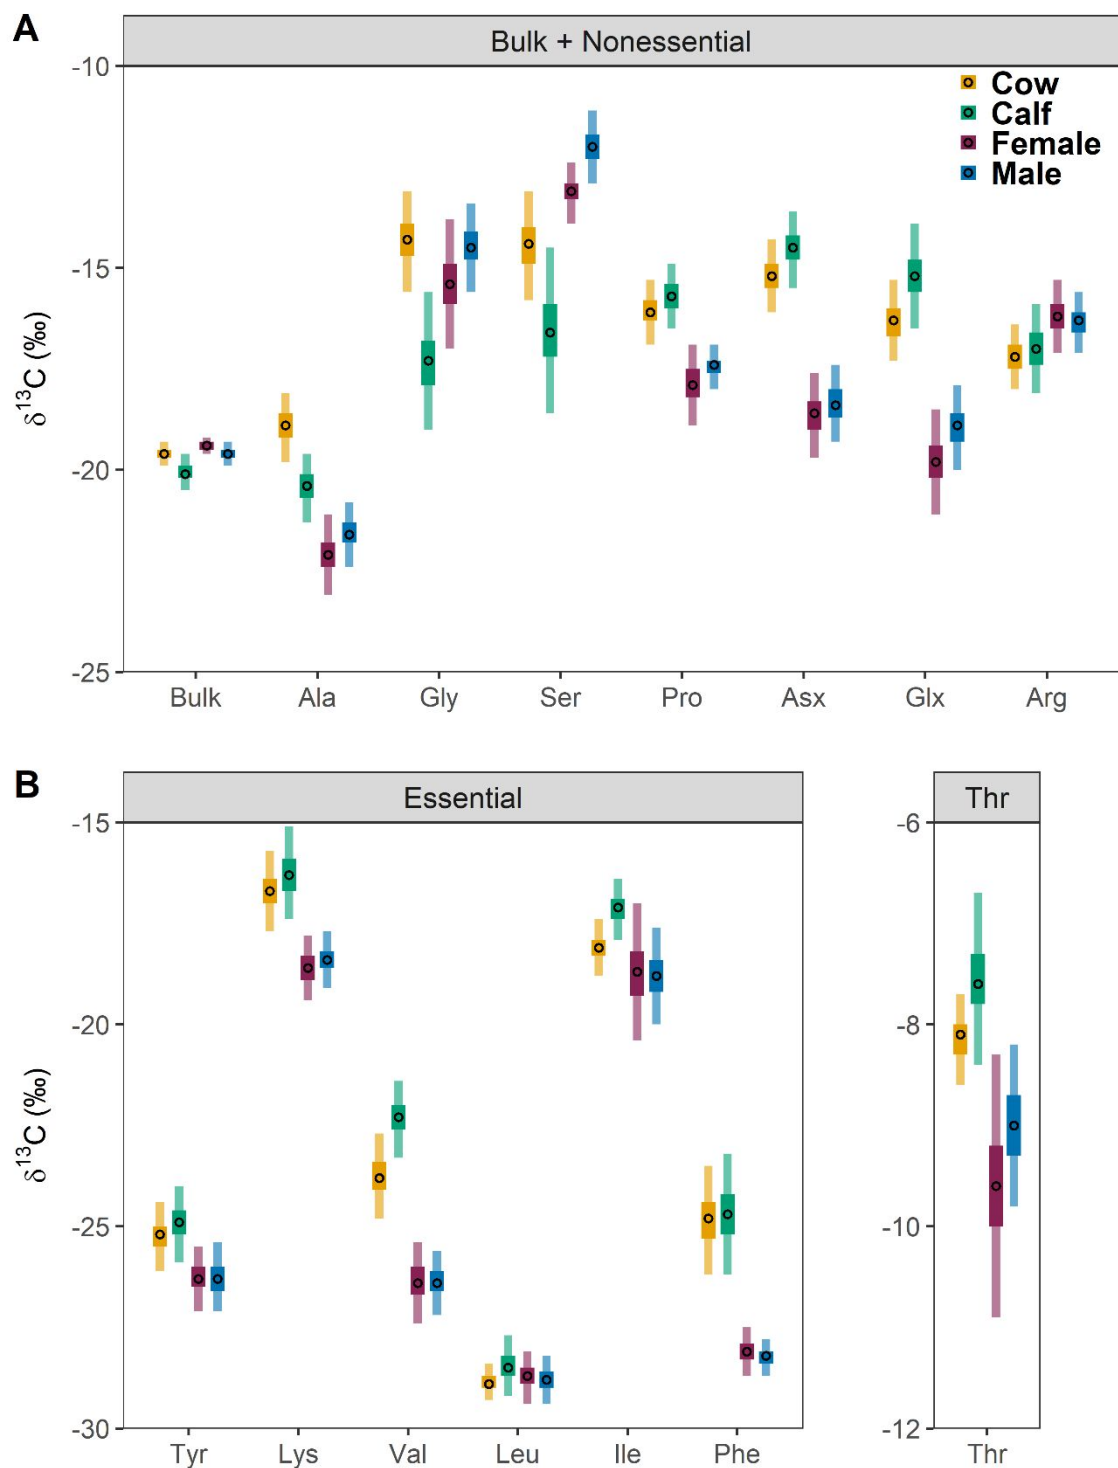 A
Bulk + Nonessential
-10
-15
-20
-25
δ13C (‰)
Cow
Calf
Female
Male
Bulk Ala Gly Ser Pro Asx Glx Arg
B
Essential
-15
-20
-25
-30
δ13C (‰)
Tyr Lys Val Leu Ile Phe
Thr
-6
-8
-10
-12
Thr